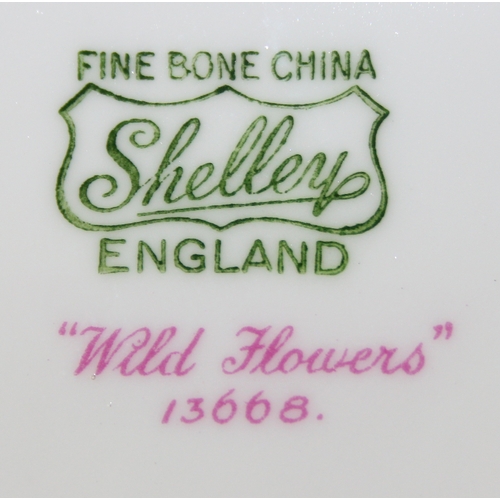 FINE BONE CHINA
Shelley
ENGLAND
"Wild Flowers"
13668.